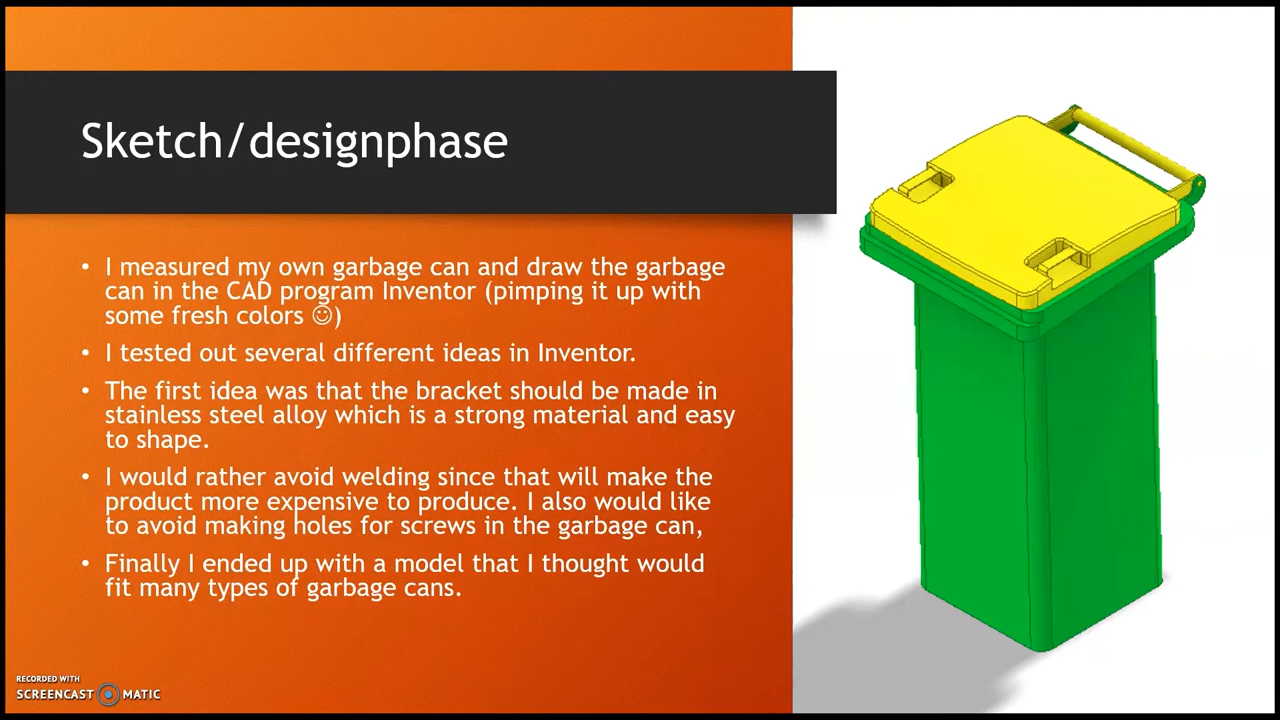 Sketch/designphase
• I measured my own garbage can and draw the garbage
can in the CAD program Inventor (pimping it up with
some fresh colors ☺)
• I tested out several different ideas in Inventor.
• The first idea was that the bracket should be made in
stainless steel alloy which is a strong material and easy
to shape.
• I would rather avoid welding since that will make the
product more expensive to produce. I also would like
to avoid making holes for screws in the garbage can,
• Finally I ended up with a model that I thought would
fit many types of garbage cans.
RECORDED WITH
SCREENCAST MATIC